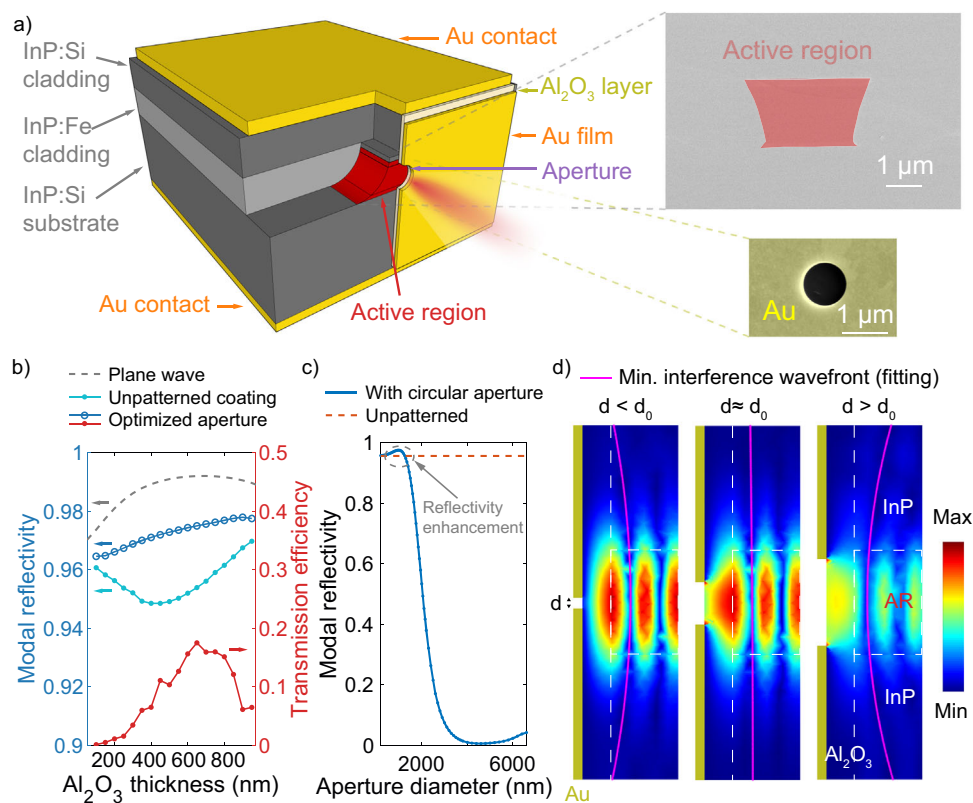 a)
InP:Si
cladding
InP:Fe
cladding
InP:Si
substrate
Au contact
Au contact
Al2O3 layer
Au film
Aperture
Active region
Active region
1 µm
Au
1 µm
b)
Plane wave
Unpatterned coating
Optimized aperture
Modal reflectivity
1
0.98
0.96
0.94
0.92
0.9
Transmission efficiency
0.5
0.4
0.3
0.2
0.1
0
200 400 600 800
Al2O3 thickness (nm)
c)
With circular aperture
Unpatterned
Reflectivity
enhancement
Modal reflectivity
1
0.8
0.6
0.4
0.2
0
2000 4000 6000
Aperture diameter (nm)
d)
Min. interference wavefront (fitting)
d < d0 d≈ d0 d > d0
d
InP
AR
InP
Al2O3
Au
Max
Min